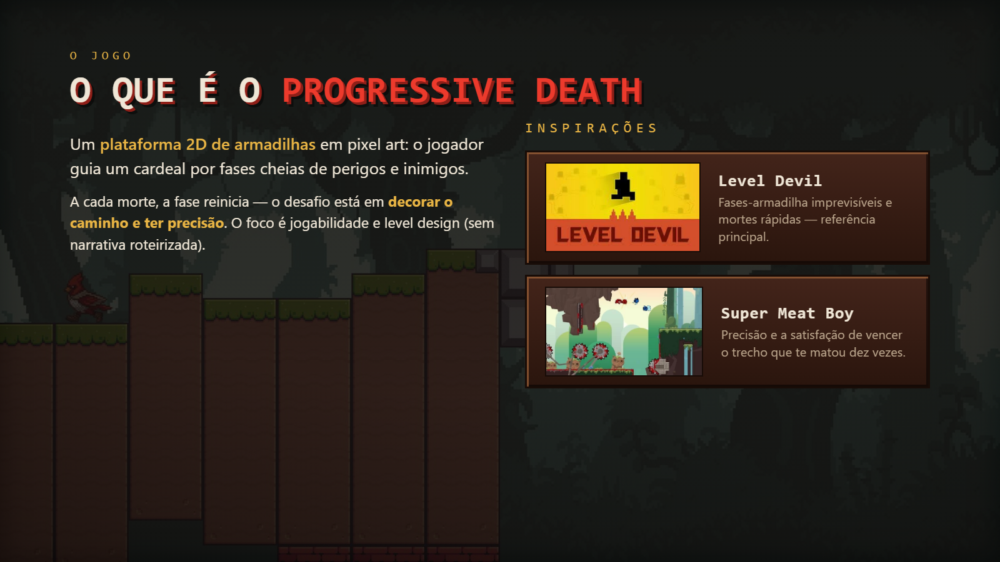 O JOGO
O QUE É O PROGRESSIVE DEATH
Um plataforma 2D de armadilhas em pixel art: o jogador
guia um cardeal por fases cheias de perigos e inimigos.
A cada morte, a fase reinicia — o desafio está em decorar o
caminho e ter precisão. O foco é jogabilidade e level design (sem
narrativa roteirizada).
INSPIRAÇÕES
LEVEL DEVIL
Level Devil
Fases-armadilha imprevisíveis e
mortes rápidas — referência
principal.
Super Meat Boy
Precisão e a satisfação de vencer
o trecho que te matou dez vezes.